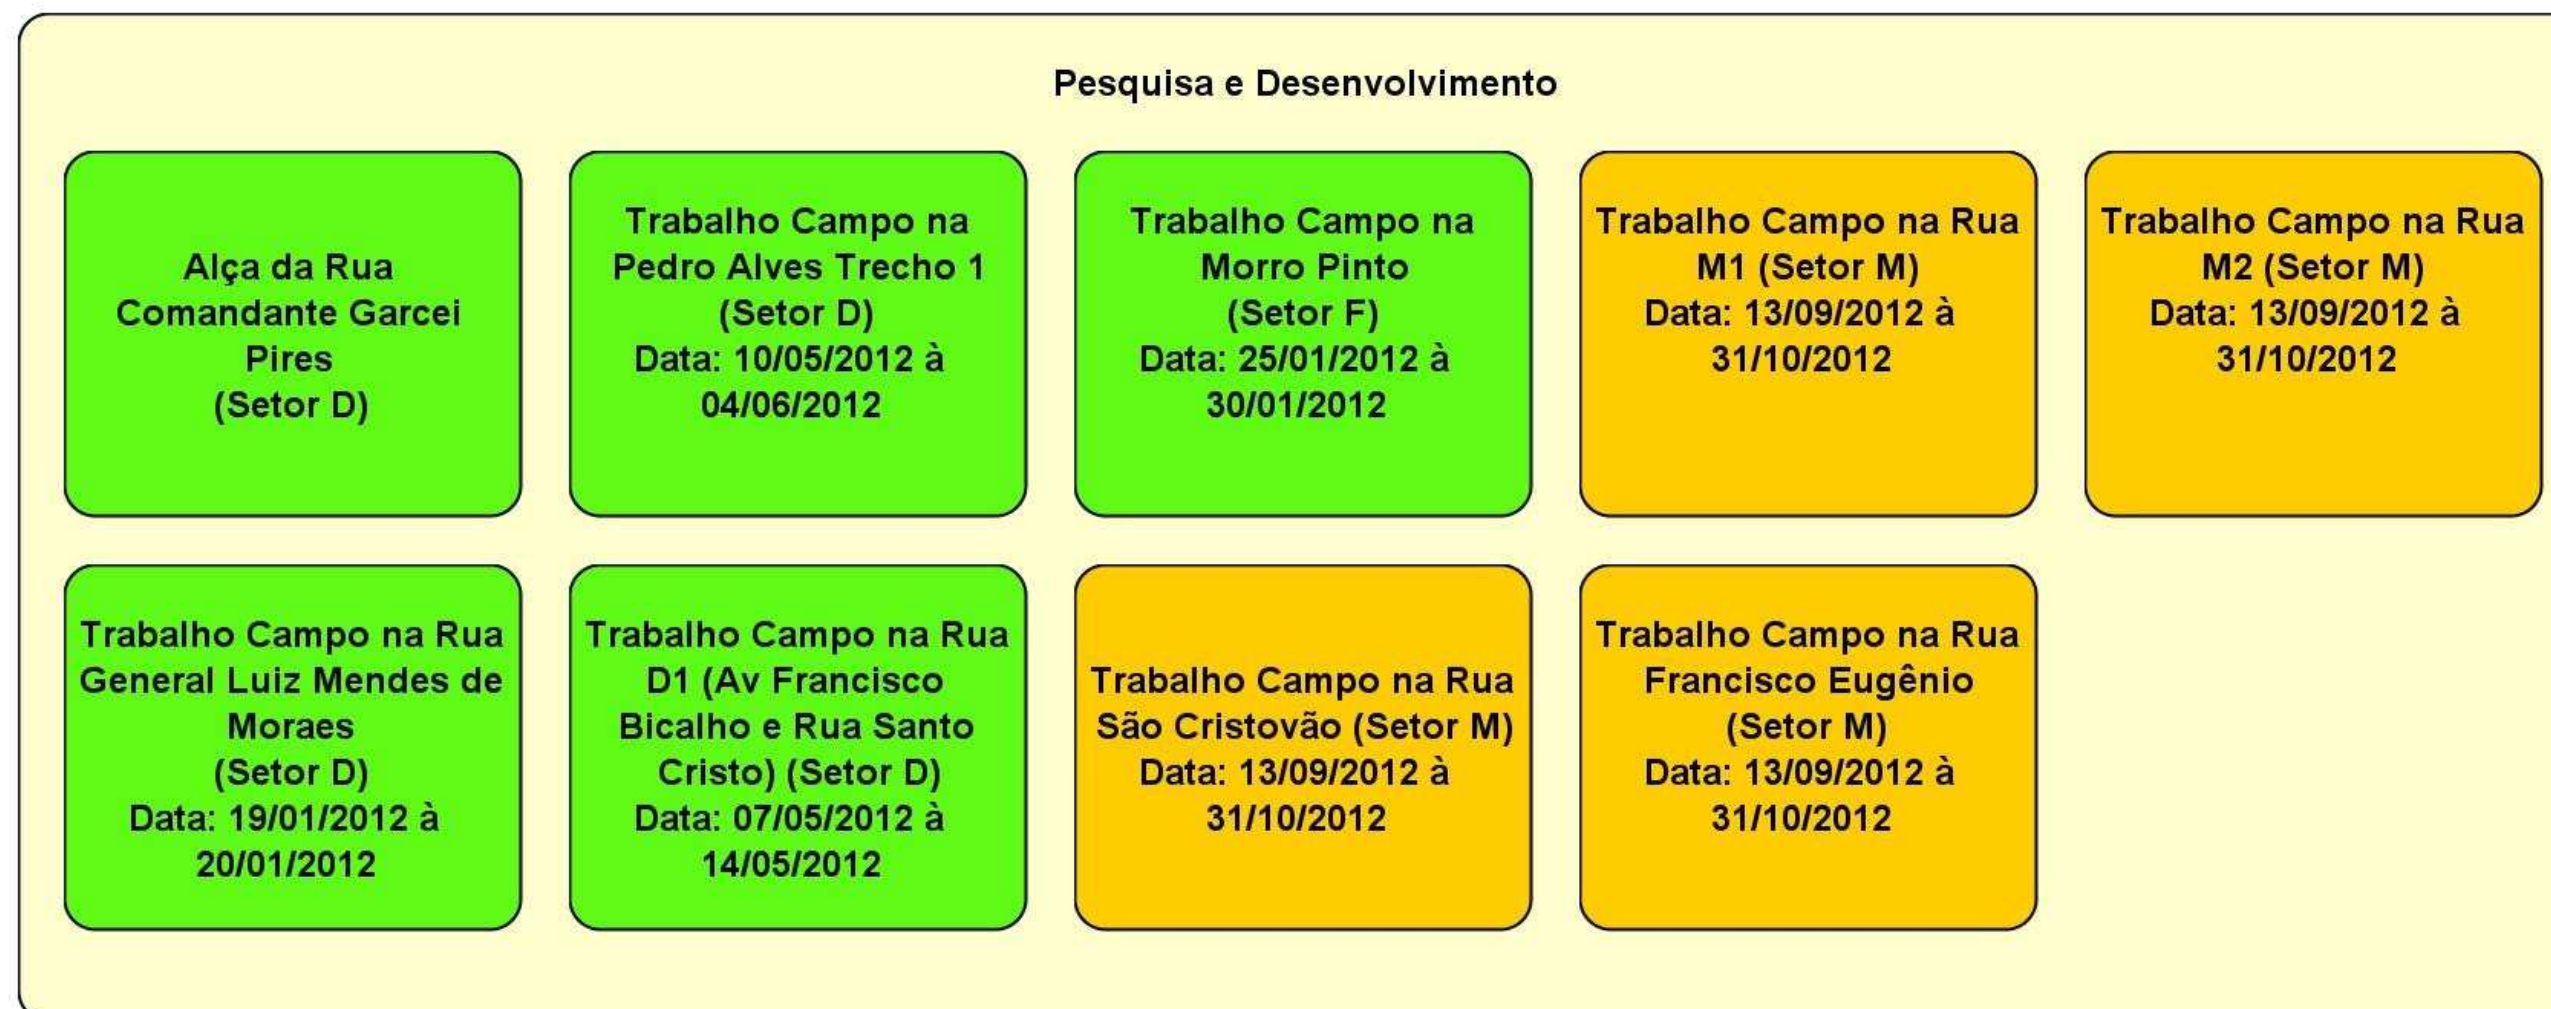 Pesquisa e Desenvolvimento
Alça da Rua
Comandante Garcei
Pires
(Setor D)
Trabalho Campo na
Pedro Alves Trecho 1
(Setor D)
Data: 10/05/2012 à
04/06/2012
Trabalho Campo na
Morro Pinto
(Setor F)
Data: 25/01/2012 à
30/01/2012
Trabalho Campo na Rua
M1 (Setor M)
Data: 13/09/2012 à
31/10/2012
Trabalho Campo na Rua
M2 (Setor M)
Data: 13/09/2012 à
31/10/2012
Trabalho Campo na Rua
General Luiz Mendes de
Moraes
(Setor D)
Data: 19/01/2012 à
20/01/2012
Trabalho Campo na Rua
D1 (Av Francisco
Bicalho e Rua Santo
Cristo) (Setor D)
Data: 07/05/2012 à
14/05/2012
Trabalho Campo na Rua
São Cristovão (Setor M)
Data: 13/09/2012 à
31/10/2012
Trabalho Campo na Rua
Francisco Eugênio
(Setor M)
Data: 13/09/2012 à
31/10/2012